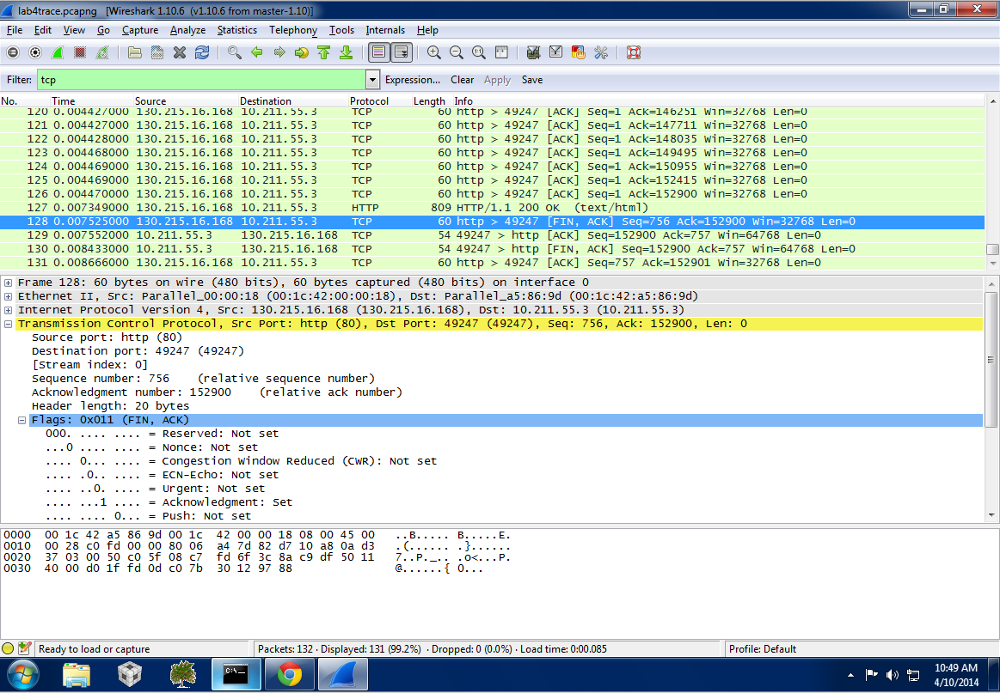 lab4trace.pcapng [Wireshark 1.10.6 (v1.10.6 from master-1.10)]
File Edit View Go Capture Analyze Statistics Telephony Tools Internals Help
Filter: tcp Expression... Clear Apply Save
No. Time Source Destination Protocol Length Info
120 0.004427000 130.215.16.168 10.211.55.3 TCP 60 http > 49247 [ACK] Seq=1 Ack=146251 Win=32768 Len=0
121 0.004427000 130.215.16.168 10.211.55.3 TCP 60 http > 49247 [ACK] Seq=1 Ack=147711 Win=32768 Len=0
122 0.004428000 130.215.16.168 10.211.55.3 TCP 60 http > 49247 [ACK] Seq=1 Ack=148035 Win=32768 Len=0
123 0.004468000 130.215.16.168 10.211.55.3 TCP 60 http > 49247 [ACK] Seq=1 Ack=149495 Win=32768 Len=0
124 0.004469000 130.215.16.168 10.211.55.3 TCP 60 http > 49247 [ACK] Seq=1 Ack=150955 Win=32768 Len=0
125 0.004469000 130.215.16.168 10.211.55.3 TCP 60 http > 49247 [ACK] Seq=1 Ack=152415 Win=32768 Len=0
126 0.004470000 130.215.16.168 10.211.55.3 TCP 60 http > 49247 [ACK] Seq=1 Ack=152900 Win=32768 Len=0
127 0.007349000 130.215.16.168 10.211.55.3 HTTP 809 HTTP/1.1 200 OK (text/html)
128 0.007525000 130.215.16.168 10.211.55.3 TCP 60 http > 49247 [FIN, ACK] Seq=756 Ack=152900 Win=32768 Len=0
129 0.007552000 10.211.55.3 130.215.16.168 TCP 54 49247 > http [ACK] Seq=152900 Ack=757 Win=64768 Len=0
130 0.008433000 10.211.55.3 130.215.16.168 TCP 54 49247 > http [FIN, ACK] Seq=152900 Ack=757 Win=64768 Len=0
131 0.008666000 130.215.16.168 10.211.55.3 TCP 60 http > 49247 [ACK] Seq=757 Ack=152901 Win=32768 Len=0
Frame 128: 60 bytes on wire (480 bits), 60 bytes captured (480 bits) on interface 0
Ethernet II, Src: Parallel_00:00:18 (00:1c:42:00:00:18), Dst: Parallel_a5:86:9d (00:1c:42:a5:86:9d)
Internet Protocol Version 4, Src: 130.215.16.168 (130.215.16.168), Dst: 10.211.55.3 (10.211.55.3)
Transmission Control Protocol, Src Port: http (80), Dst Port: 49247 (49247), Seq: 756, Ack: 152900, Len: 0
Source port: http (80)
Destination port: 49247 (49247)
[Stream index: 0]
Sequence number: 756 (relative sequence number)
Acknowledgment number: 152900 (relative ack number)
Header length: 20 bytes
Flags: 0x011 (FIN, ACK)
000. .... .... = Reserved: Not set
...0 .... .... = Nonce: Not set
.... 0... .... = Congestion Window Reduced (CWR): Not set
.... .0.. .... = ECN-Echo: Not set
.... ..0. .... = Urgent: Not set
.... ...1 .... = Acknowledgment: Set
.... .... 0... = Push: Not set
0000 00 1c 42 a5 86 9d 00 1c 42 00 00 18 08 00 45 00 ..B..... B.....E.
0010 00 28 c0 fd 00 00 80 06 a4 7d 82 d7 10 a8 0a d3 .(...... .}......
0020 37 03 00 50 c0 5f 08 c7 fd 6f 3c 8a c9 df 50 11 7..P._.. .o<...P.
0030 40 00 d0 1f fd 0d c0 7b 30 12 97 88 @......{ 0...
Ready to load or capture
Packets: 132 · Displayed: 131 (99.2%) · Dropped: 0 (0.0%) · Load time: 0:00.085
Profile: Default
C:\
10:49 AM
4/10/2014